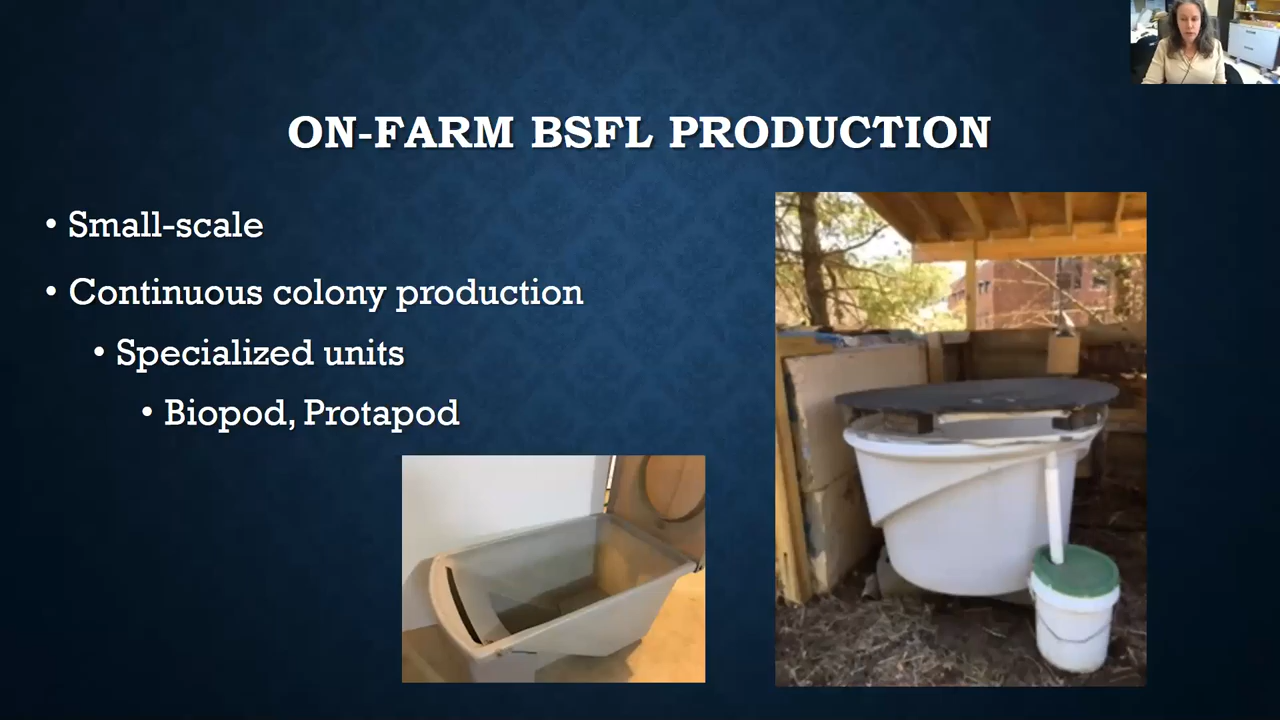 ON-FARM BSFL PRODUCTION
• Small-scale
• Continuous colony production
• Specialized units
• Biopod, Protapod